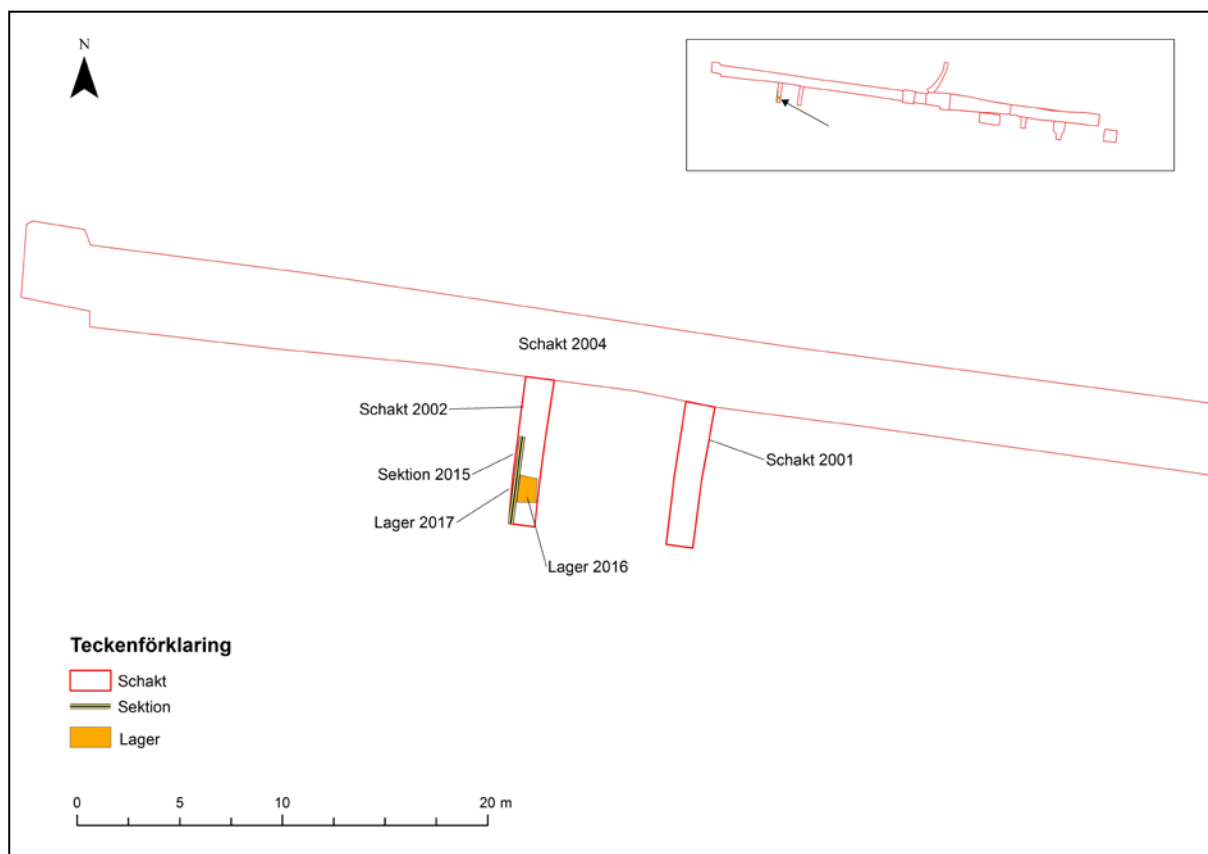 N
Schakt 2004
Schakt 2002
Schakt 2001
Sektion 2015
Lager 2017
Lager 2016
Teckenförklaring
Schakt
Sektion
Lager
0 5 10 20 m